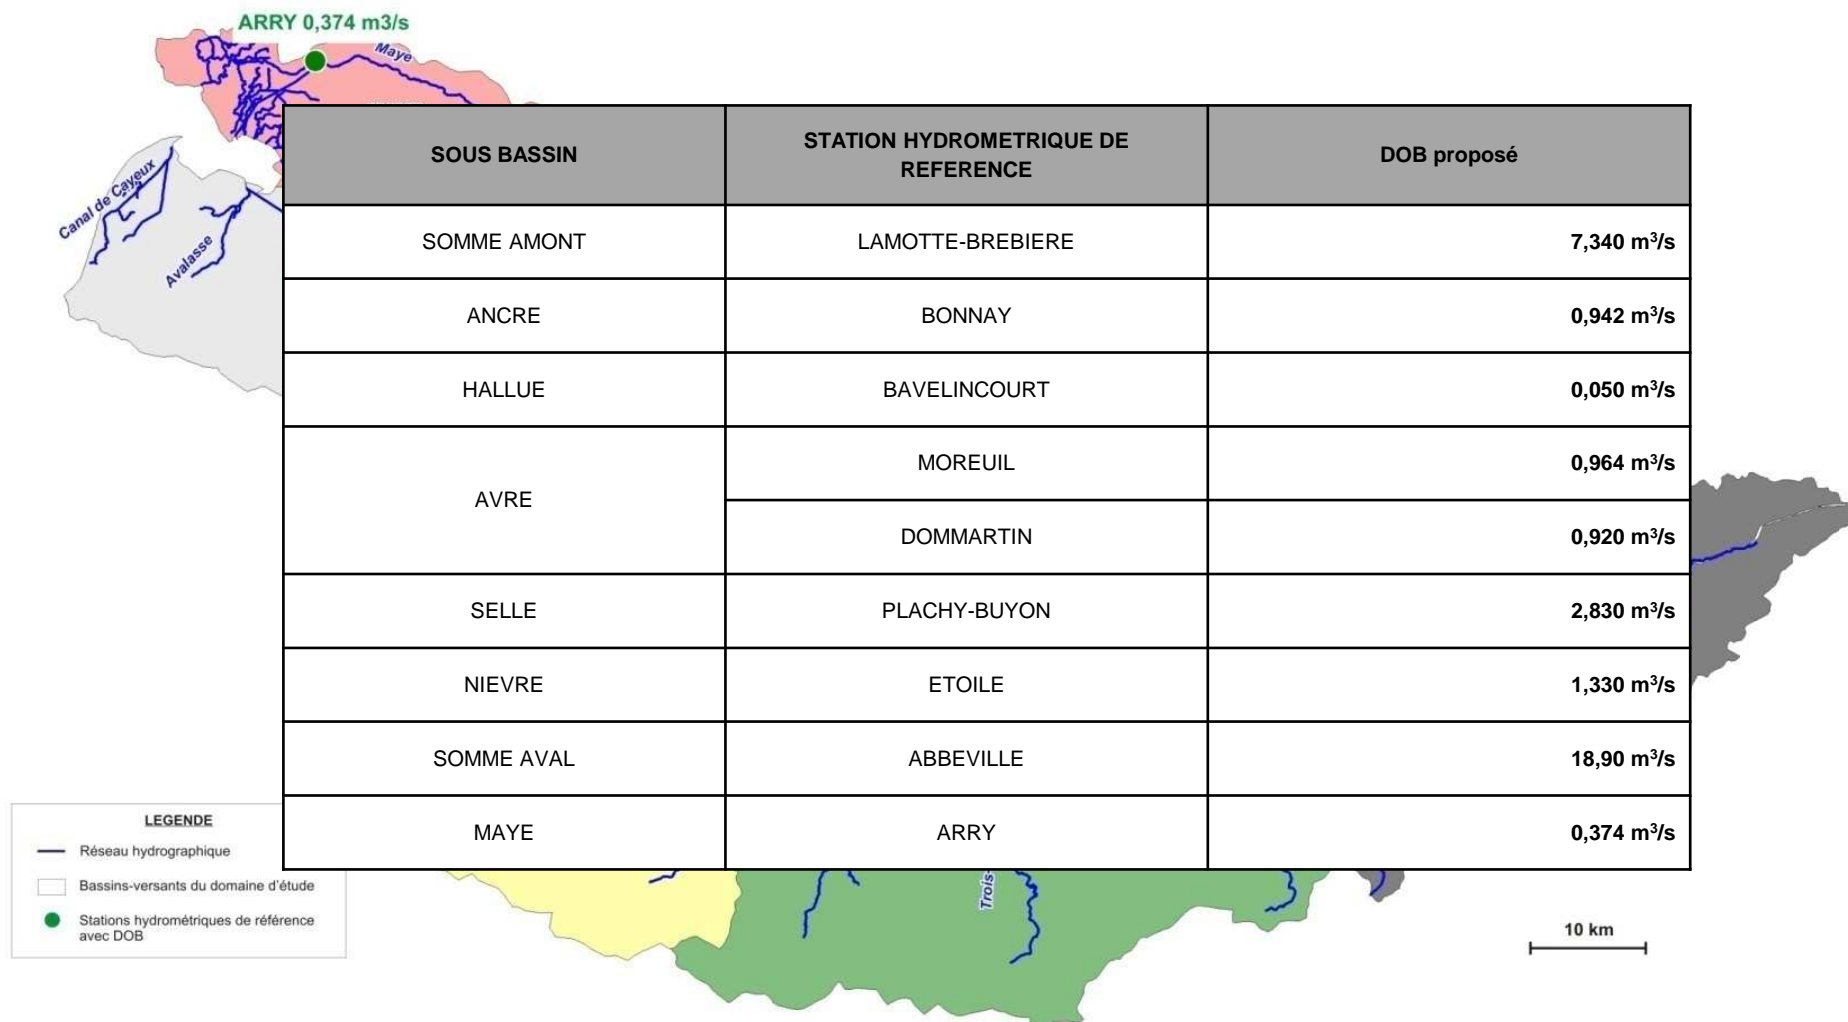 ARRY 0,374 m3/s
Maye
Canal de Cayeux
Avalasse
SOUS BASSIN
STATION HYDROMETRIQUE DE
REFERENCE
DOB proposé
SOMME AMONT
LAMOTTE-BREBIERE
7,340 m³/s
ANCRE
BONNAY
0,942 m³/s
HALLUE
BAVELINCOURT
0,050 m³/s
AVRE
MOREUIL
0,964 m³/s
DOMMARTIN
0,920 m³/s
SELLE
PLACHY-BUYON
2,830 m³/s
NIEVRE
ETOILE
1,330 m³/s
SOMME AVAL
ABBEVILLE
18,90 m³/s
MAYE
ARRY
0,374 m³/s
LEGENDE
Réseau hydrographique
Bassins-versants du domaine d'étude
Stations hydrométriques de référence
avec DOB
Trois-
10 km